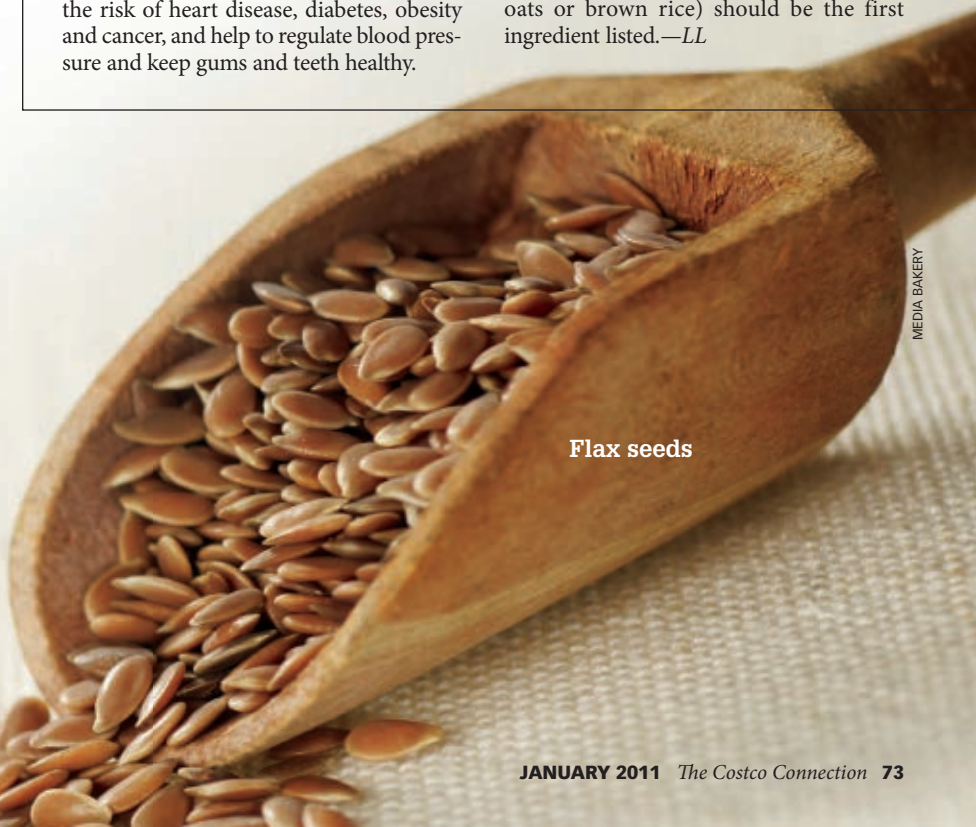 the risk of heart disease, diabetes, obesity
and cancer, and help to regulate blood pres-
sure and keep gums and teeth healthy.
oats or brown rice) should be the first
ingredient listed.—LL
MEDIA BAKERY
Flax seeds
JANUARY 2011 The Costco Connection 73